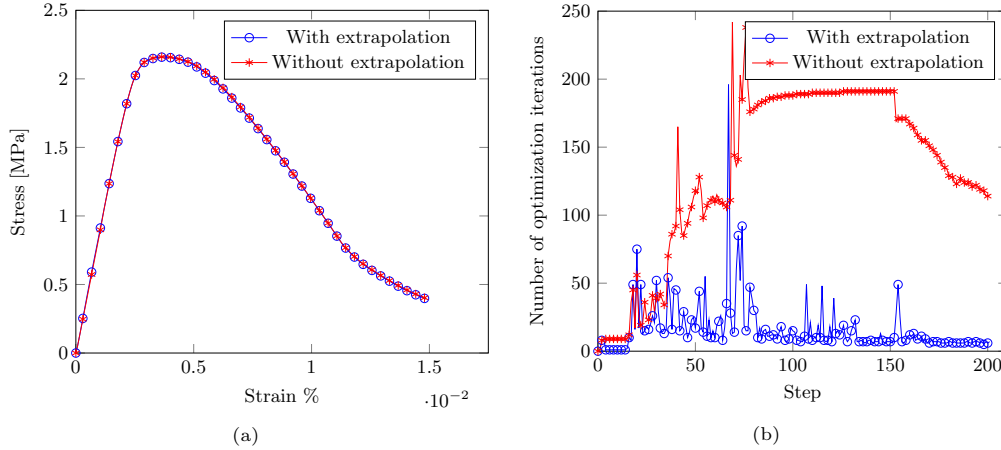 With extrapolation
Without extrapolation
2.5
2
1.5
1
0.5
0
Stress [MPa]
0
0.5
1
1.5
·10⁻²
Strain %
(a)
With extrapolation
Without extrapolation
250
200
150
100
50
0
Number of optimization iterations
0
50
100
150
200
Step
(b)